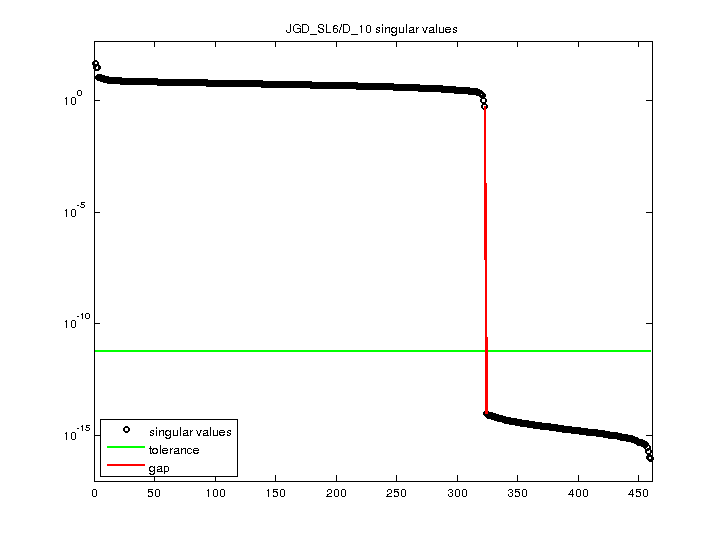 JGD_SL6/D_10 singular values
10^0
10^-5
10^-10
10^-15
singular values
tolerance
gap
0 50 100 150 200 250 300 350 400 450